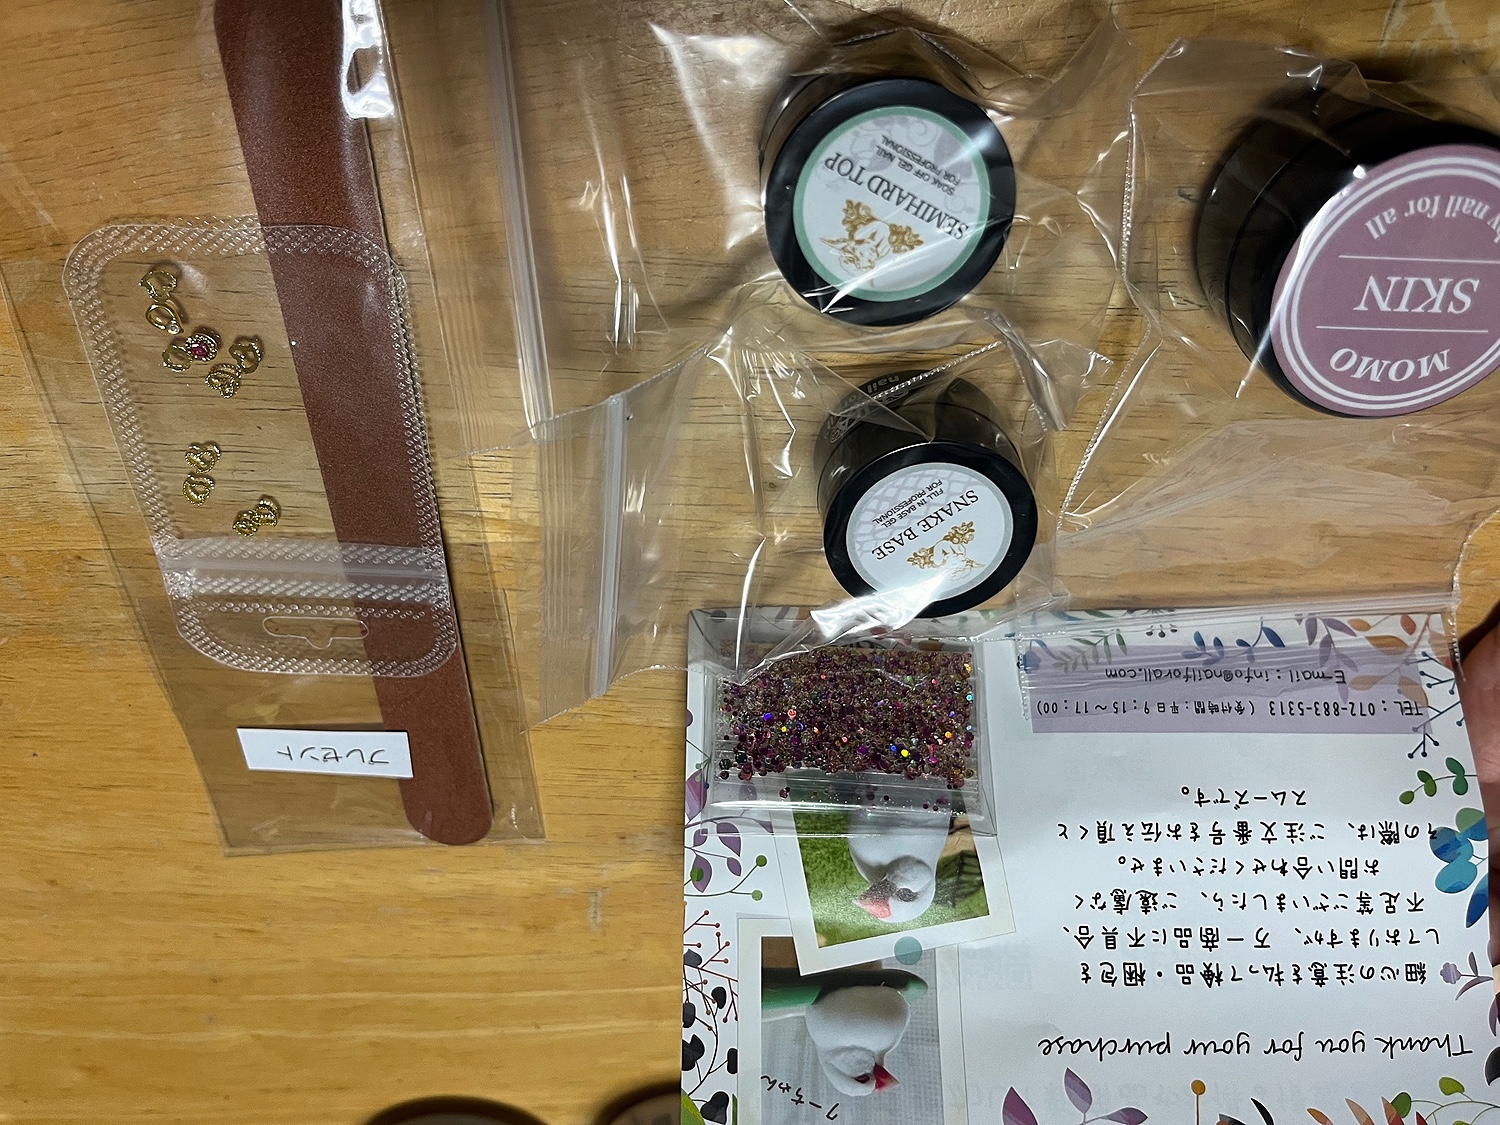 SEMIHARD TOP
SOAK OFF GEL NAIL
FOR PROFESSIONAL
nail for all
SKIN
MOMO
nail
SNAKE BASE
FILL IN BASE GEL
FOR PROFESSIONAL
プレゼント
Thank you for your purchase
細心の注意を払って検品・梱包を
しておりますが、万一商品に不具合、
不足等ございましたら、ご遠慮なく
お問い合わせくださいませ。
その際は、ご注文番号をお伝え頂くと
スムーズです。
TEL:072-883-5313 (受付時間:平日9:15~17:00)
E-mail:info@nailforall.com
クーちゃん